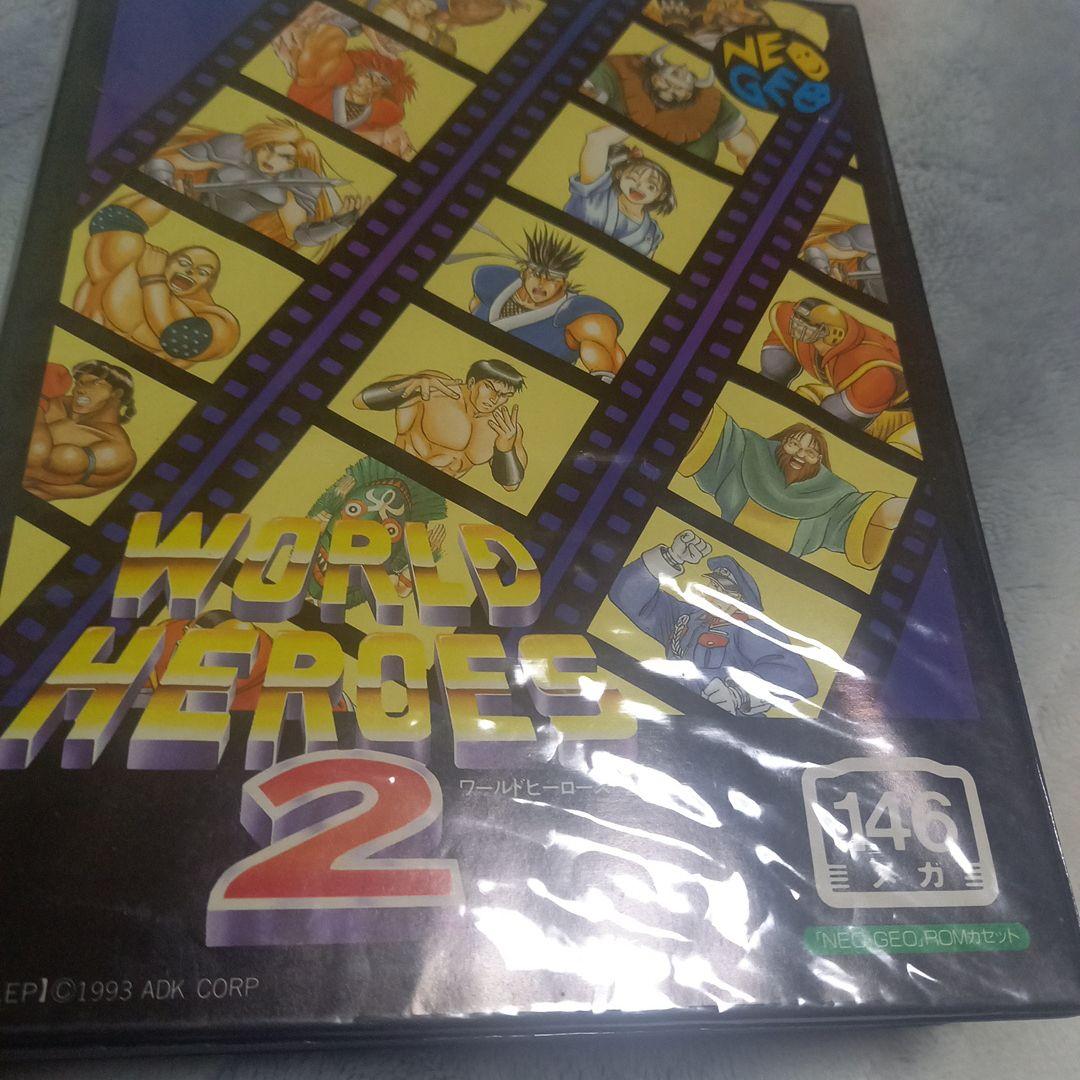 NEO
GEO
WORLD
HEROES
2
ワールドヒーローズ
146
メガ
「NEO・GEO」ROMカセット
EP】©1993 ADK CORP